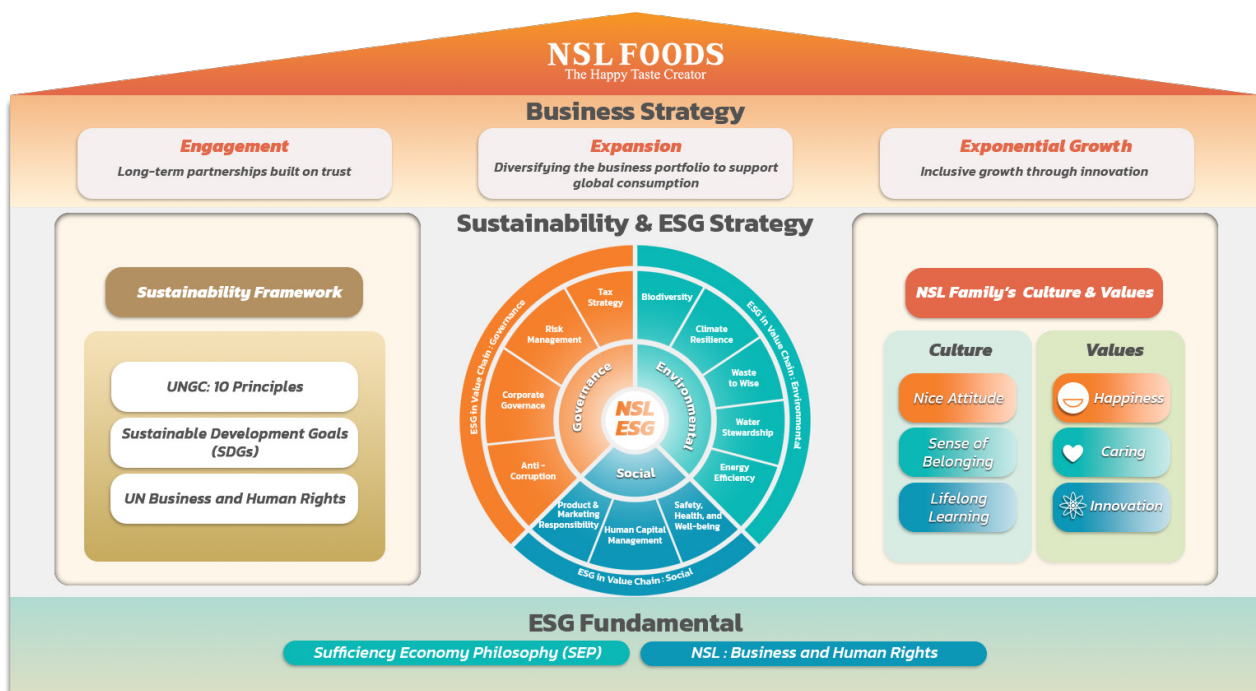 NSL FOODS
The Happy Taste Creator
Business Strategy
Engagement
Long-term partnerships built on trust
Expansion
Diversifying the business portfolio to support
global consumption
Exponential Growth
Inclusive growth through innovation
Sustainability & ESG Strategy
Sustainability Framework
UNGC: 10 Principles
Sustainable Development Goals
(SDGs)
UN Business and Human Rights
ESG in Value Chain : Governance
Tax
Strategy
Risk
Management
Corporate
Governace
Anti -
Corruption
Governance
ESG in Value Chain : Environmental
Biodiversity
Climate
Resilience
Waste
to Wise
Water
Stewardship
Energy
Efficiency
Environmental
NSL
ESG
Social
Product &
Marketing
Responsibility
Human Capital
Management
Safety,
Health, and
Well-being
ESG in Value Chain : Social
NSL Family's Culture & Values
Culture
Nice Attitude
Sense of
Belonging
Lifelong
Learning
Values
Happiness
Caring
Innovation
ESG Fundamental
Sufficiency Economy Philosophy (SEP)
NSL : Business and Human Rights